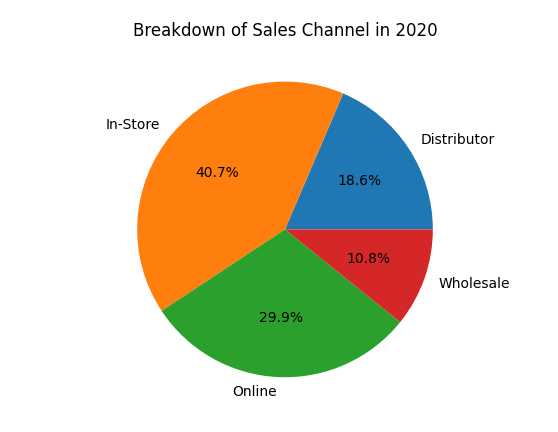 Breakdown of Sales Channel in 2020
In-Store
Distributor
40.7%
18.6%
10.8%
Wholesale
29.9%
Online